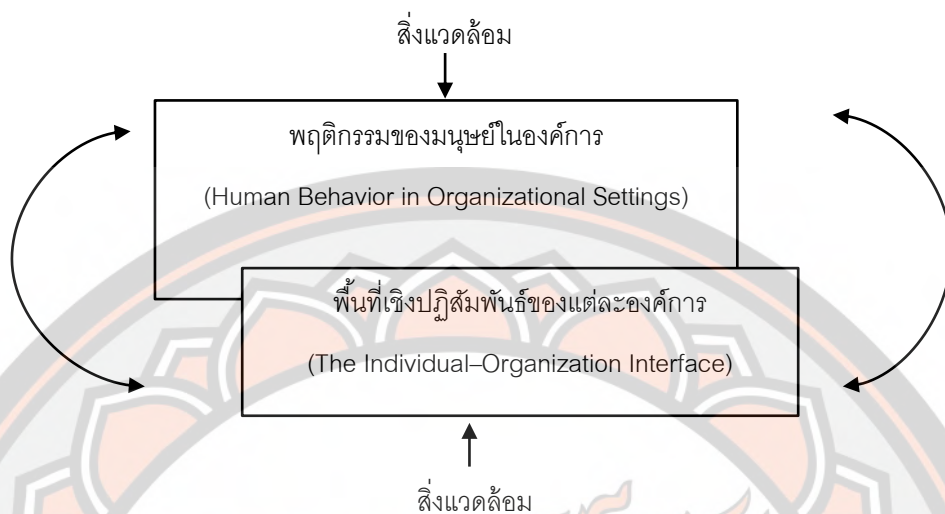 สิ่งแวดล้อม
พฤติกรรมของมนุษย์ในองค์การ
(Human Behavior in Organizational Settings)
พื้นที่เชิงปฏิสัมพันธ์ของแต่ละองค์การ
(The Individual–Organization Interface)
สิ่งแวดล้อม